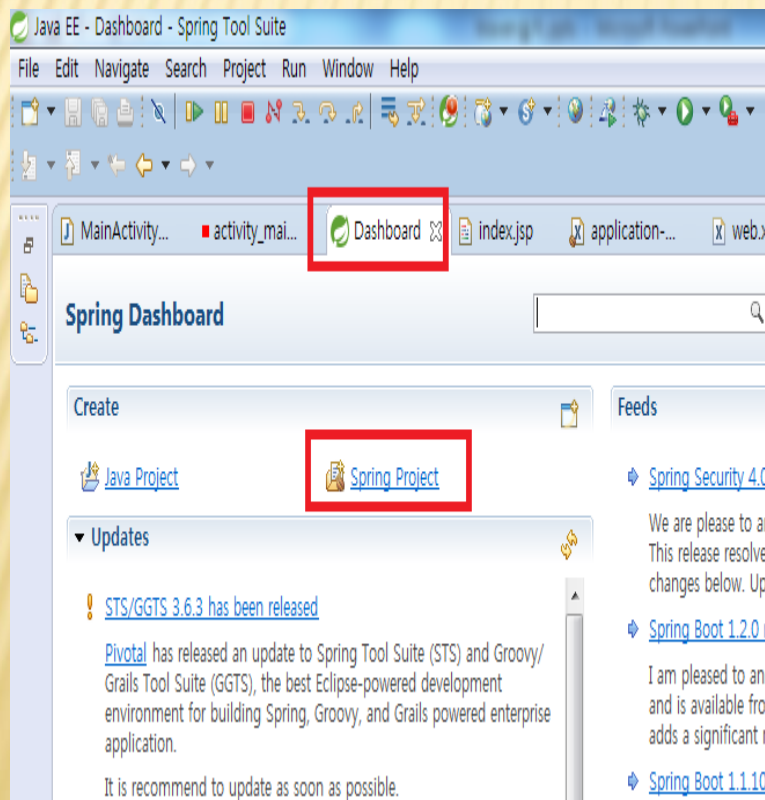 Java EE - Dashboard - Spring Tool Suite
File Edit Navigate Search Project Run Window Help
MainActivity... activity_mai... Dashboard index.jsp application-... web.x
Spring Dashboard
Create
Java Project Spring Project
Updates
STS/GGTS 3.6.3 has been released
Pivotal has released an update to Spring Tool Suite (STS) and Groovy/
Grails Tool Suite (GGTS), the best Eclipse-powered development
environment for building Spring, Groovy, and Grails powered enterprise
application.
It is recommend to update as soon as possible.
Feeds
Spring Security 4.0
We are please to a
This release resolve
changes below. Up
Spring Boot 1.2.0
I am pleased to an
and is available fro
adds a significant
Spring Boot 1.1.10